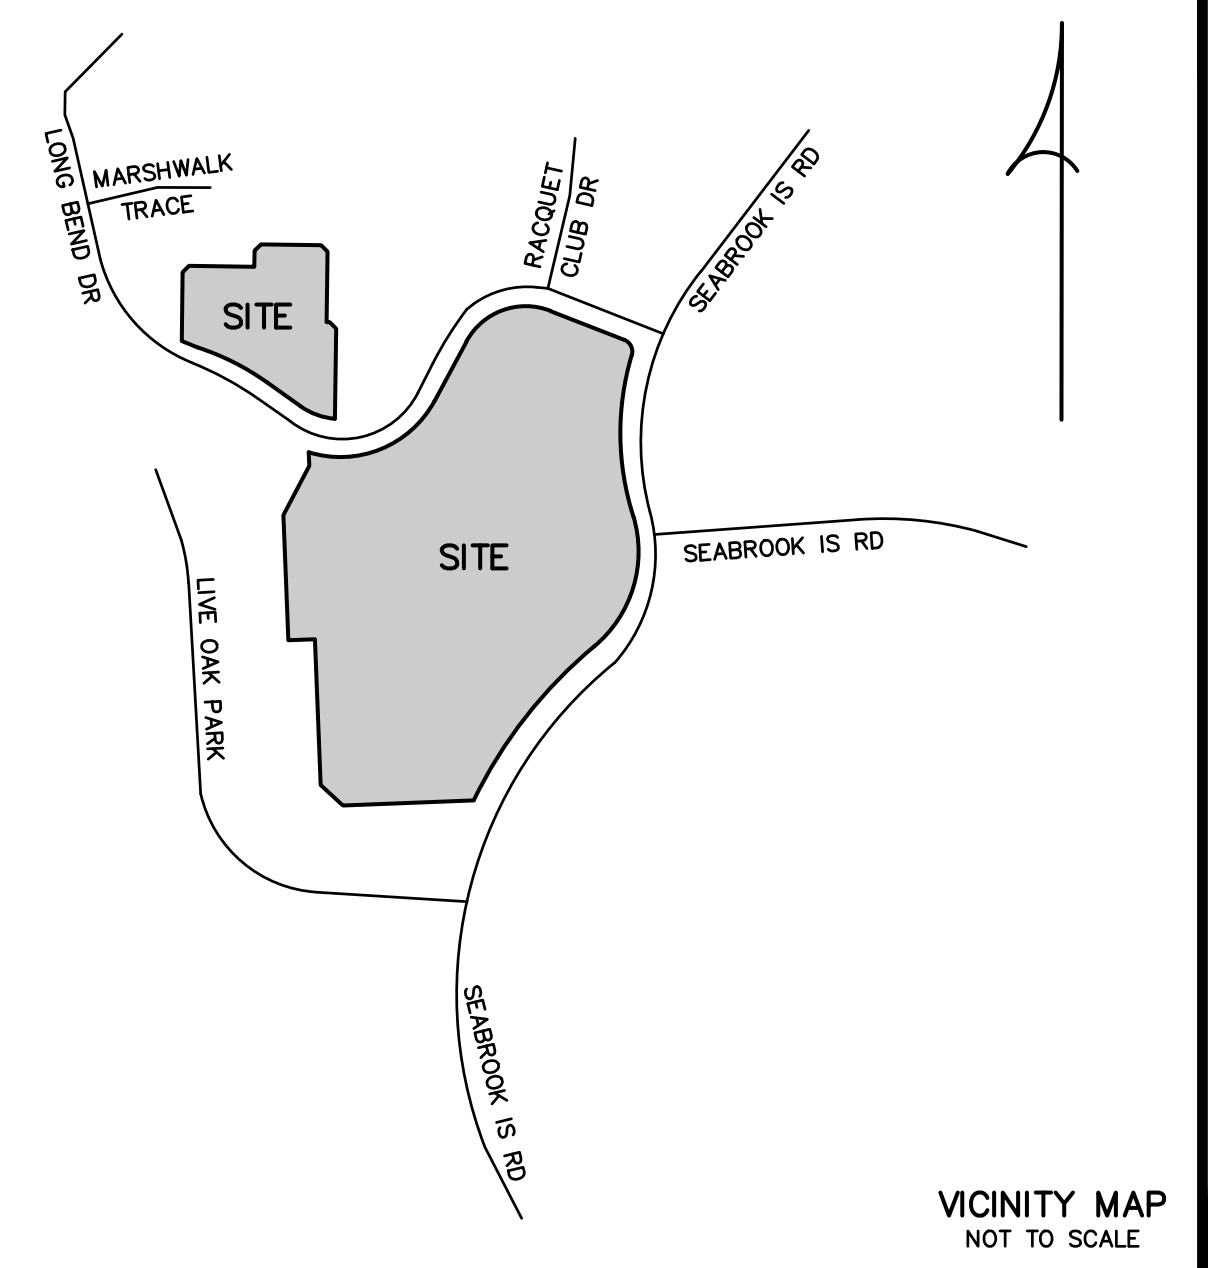 LONG BEND DR
MARSHWALK
TRACE
RACQUET
CLUB DR
SEABROOK IS RD
SITE
SITE
SEABROOK IS RD
LIVE OAK PARK
SEABROOK IS RD
VICINITY MAP
NOT TO SCALE